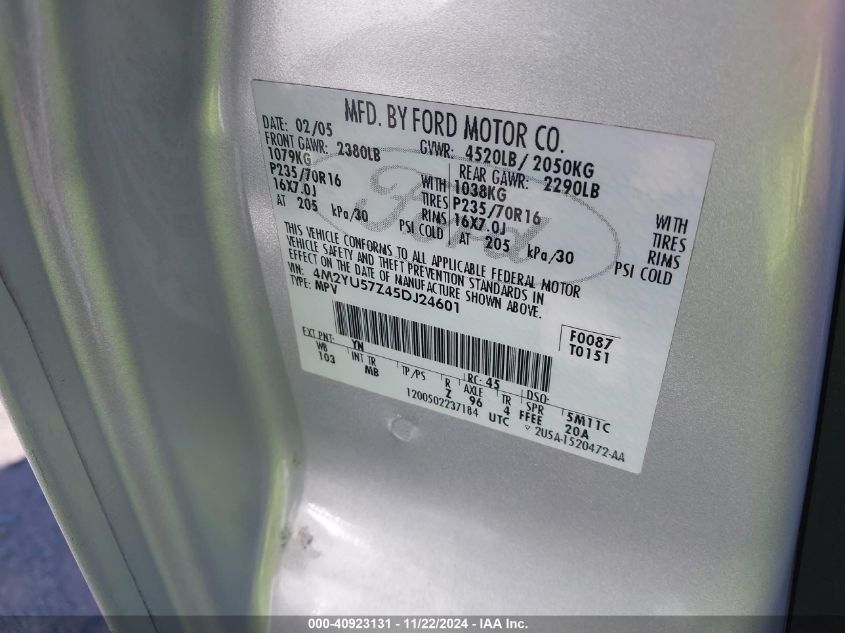 MFD. BY FORD MOTOR CO.
DATE: 02/05 GVWR: 4520LB/ 2050KG
FRONT GAWR: 2380LB REAR GAWR: 2290LB
1079KG WITH 1038KG WITH
P235/70R16 TIRES P235/70R16 TIRES
16X7.0J RIMS 16X7.0J RIMS
AT 205 kPa/30 PSI COLD AT 205 kPa/30 PSI COLD
Ford
THIS VEHICLE CONFORMS TO ALL APPLICABLE FEDERAL MOTOR
VEHICLE SAFETY AND THEFT PREVENTION STANDARDS IN
EFFECT ON THE DATE OF MANUFACTURE SHOWN ABOVE.
VIN: 4M2YU57Z45DJ24601
TYPE: MPV
F0087
T0151
EXT PNT: YN RC: 45 DSO:
WB INT TR TP/PS R AXLE TR SPR 5M11C
103 MB Z 96 4 FFEE 20A
1200502237184 UTC
▽ 2U5A-1520472-AA
000-40923131 - 11/22/2024 - IAA Inc.